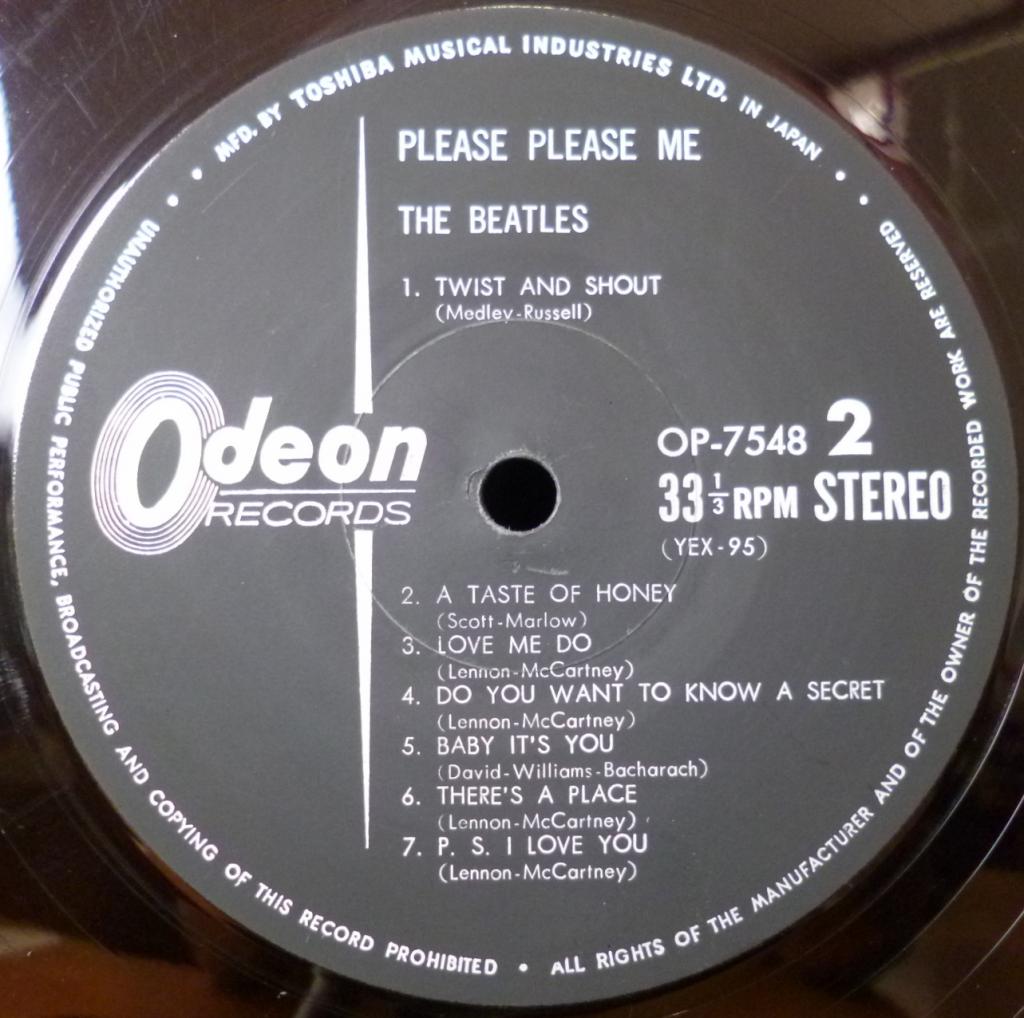 MFD. BY TOSHIBA MUSICAL INDUSTRIES LTD. IN JAPAN
PLEASE PLEASE ME
THE BEATLES
1. TWIST AND SHOUT
(Medley-Russell)
Odeon
RECORDS
OP-7548 2
33 1/3 RPM STEREO
(YEX-95)
2. A TASTE OF HONEY
(Scott-Marlow)
3. LOVE ME DO
(Lennon-McCartney)
4. DO YOU WANT TO KNOW A SECRET
(Lennon-McCartney)
5. BABY IT'S YOU
(David-Williams-Bacharach)
6. THERE'S A PLACE
(Lennon-McCartney)
7. P. S. I LOVE YOU
(Lennon-McCartney)
UNAUTHORIZED PUBLIC PERFORMANCE, BROADCASTING AND COPYING OF THIS RECORD PROHIBITED • ALL RIGHTS OF THE MANUFACTURER AND OF THE OWNER OF THE RECORDED WORK ARE RESERVED